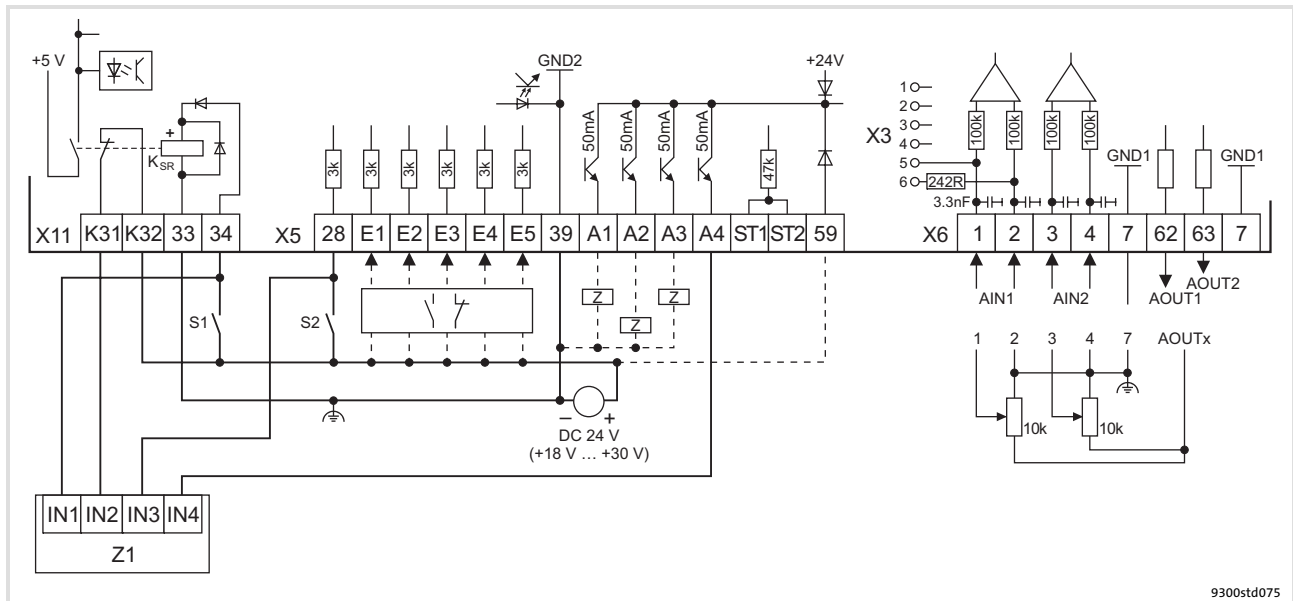 +5 V
+
K SR
GND2
+24V
50mA 50mA 50mA 50mA
3k 3k 3k 3k 3k 3k
47k
X3
1
2
3
4
5
6
242R
100k 100k 100k 100k
3.3nF
GND1
GND1
X11 K31 K32 33 34
X5 28 E1 E2 E3 E4 E5 39 A1 A2 A3 A4 ST1 ST2 59
X6 1 2 3 4 7 62 63 7
S1
S2
Z Z Z
AIN1 AIN2 AOUT1 AOUT2
1 2 3 4 7 AOUTx
10k 10k
– +
DC 24 V
(+18 V ... +30 V)
IN1 IN2 IN3 IN4
Z1
9300std075